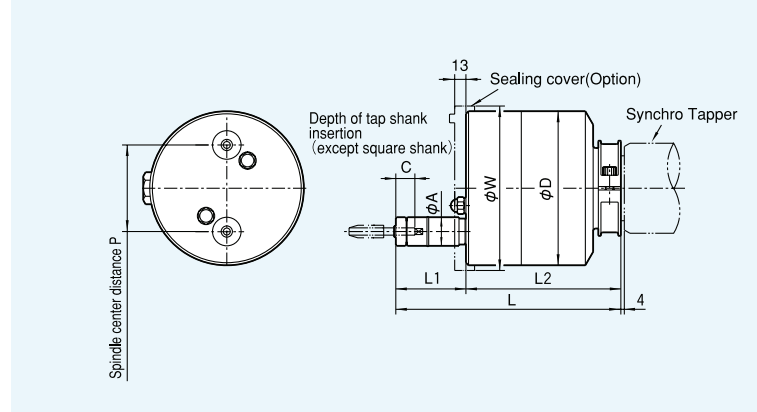 13
Sealing cover(Option)
Synchro Tapper
Depth of tap shank
insertion
(except square shank)
C
φA
φW
φD
L1
L2
L
4
Spindle center distance P